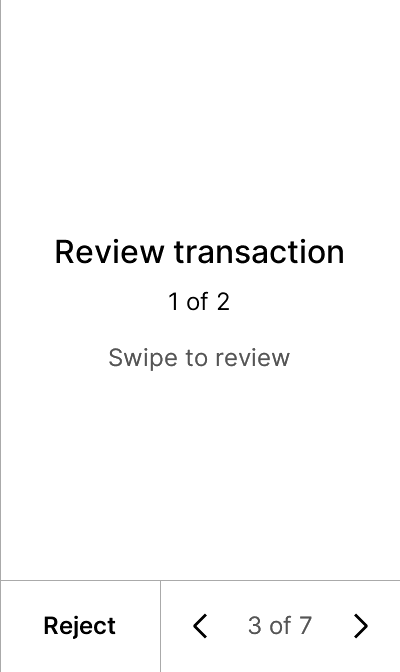 Review transaction
1 of 2
Swipe to review
Reject
3 of 7